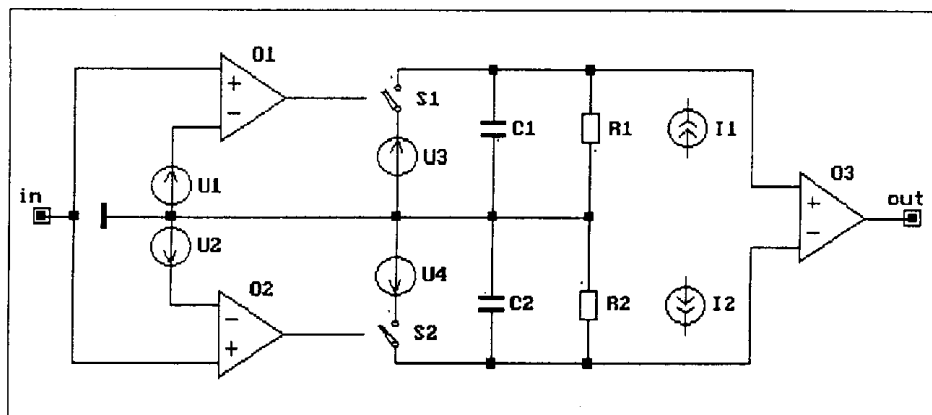 O1
+
−
S1
C1
R1
I1
U3
U1
O3
in
+
−
out
U2
U4
O2
−
+
S2
C2
R2
I2